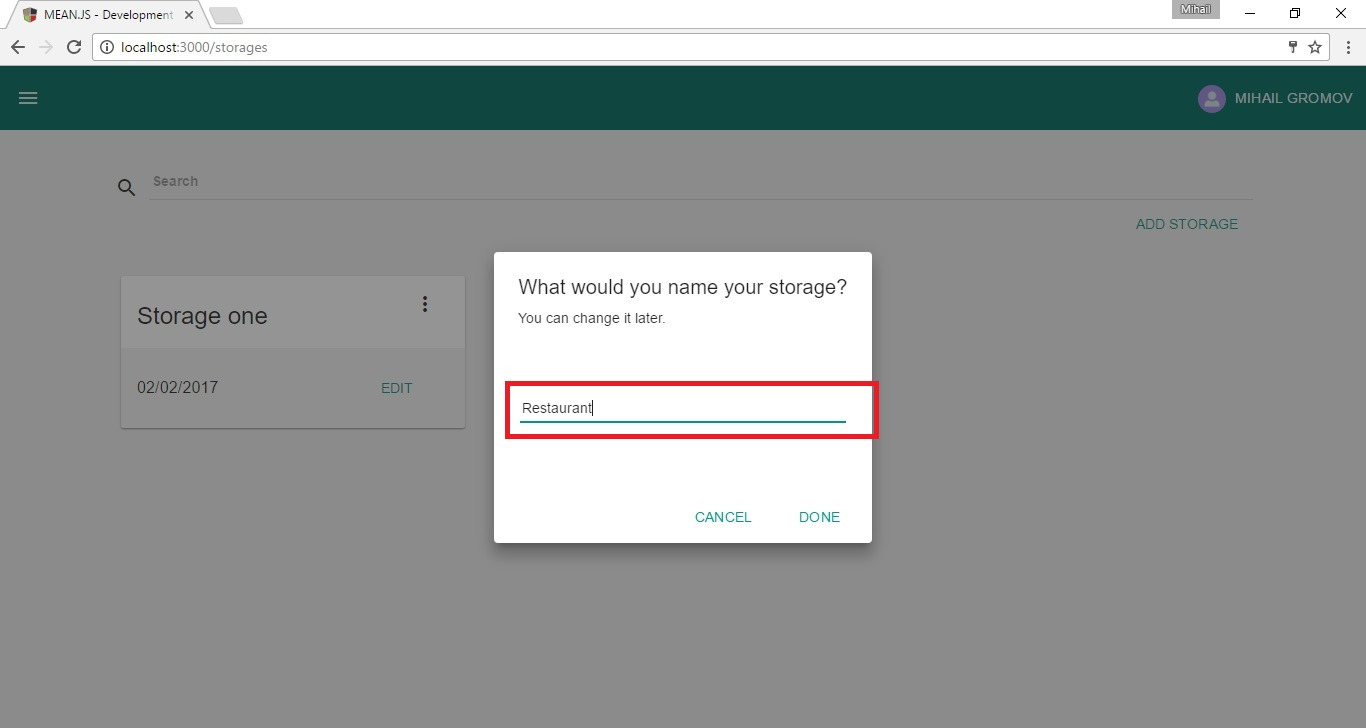 MEAN.JS - Development
Mihail
localhost:3000/storages
MIHAIL GROMOV
Search
ADD STORAGE
What would you name your storage?
You can change it later.
Storage one
02/02/2017
EDIT
Restaurant
CANCEL
DONE